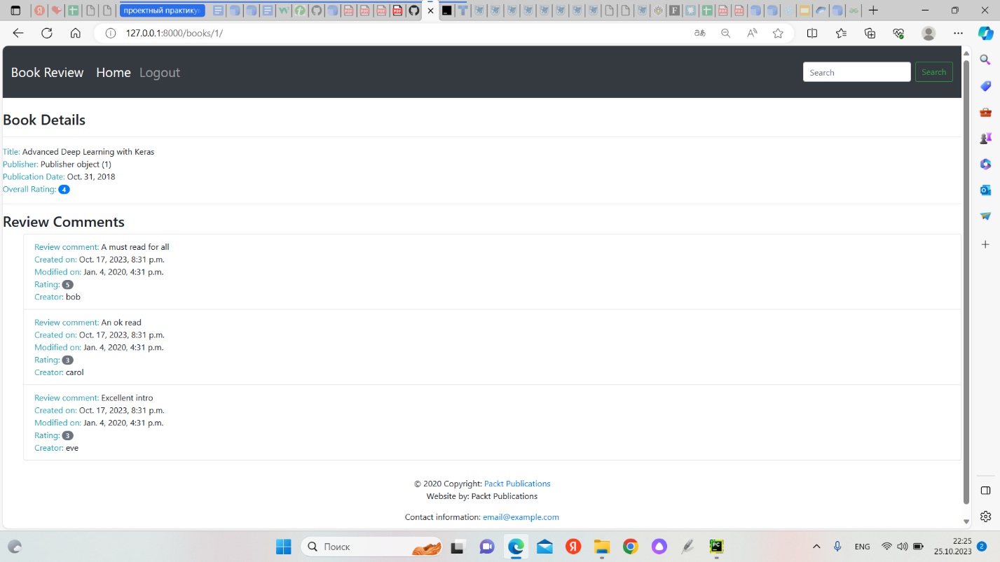 проектный практику
127.0.0.1:8000/books/1/
Book Review Home Logout
Search
Search
Book Details
Title: Advanced Deep Learning with Keras
Publisher: Publisher object (1)
Publication Date: Oct. 31, 2018
Overall Rating: 4
Review Comments
Review comment: A must read for all
Created on: Oct. 17, 2023, 8:31 p.m.
Modified on: Jan. 4, 2020, 4:31 p.m.
Rating: 5
Creator: bob
Review comment: An ok read
Created on: Oct. 17, 2023, 8:31 p.m.
Modified on: Jan. 4, 2020, 4:31 p.m.
Rating: 3
Creator: carol
Review comment: Excellent intro
Created on: Oct. 17, 2023, 8:31 p.m.
Modified on: Jan. 4, 2020, 4:31 p.m.
Rating: 3
Creator: eve
© 2020 Copyright: Packt Publications
Website by: Packt Publications
Contact information: email@example.com
Поиск
ENG
22:25
25.10.2023
2